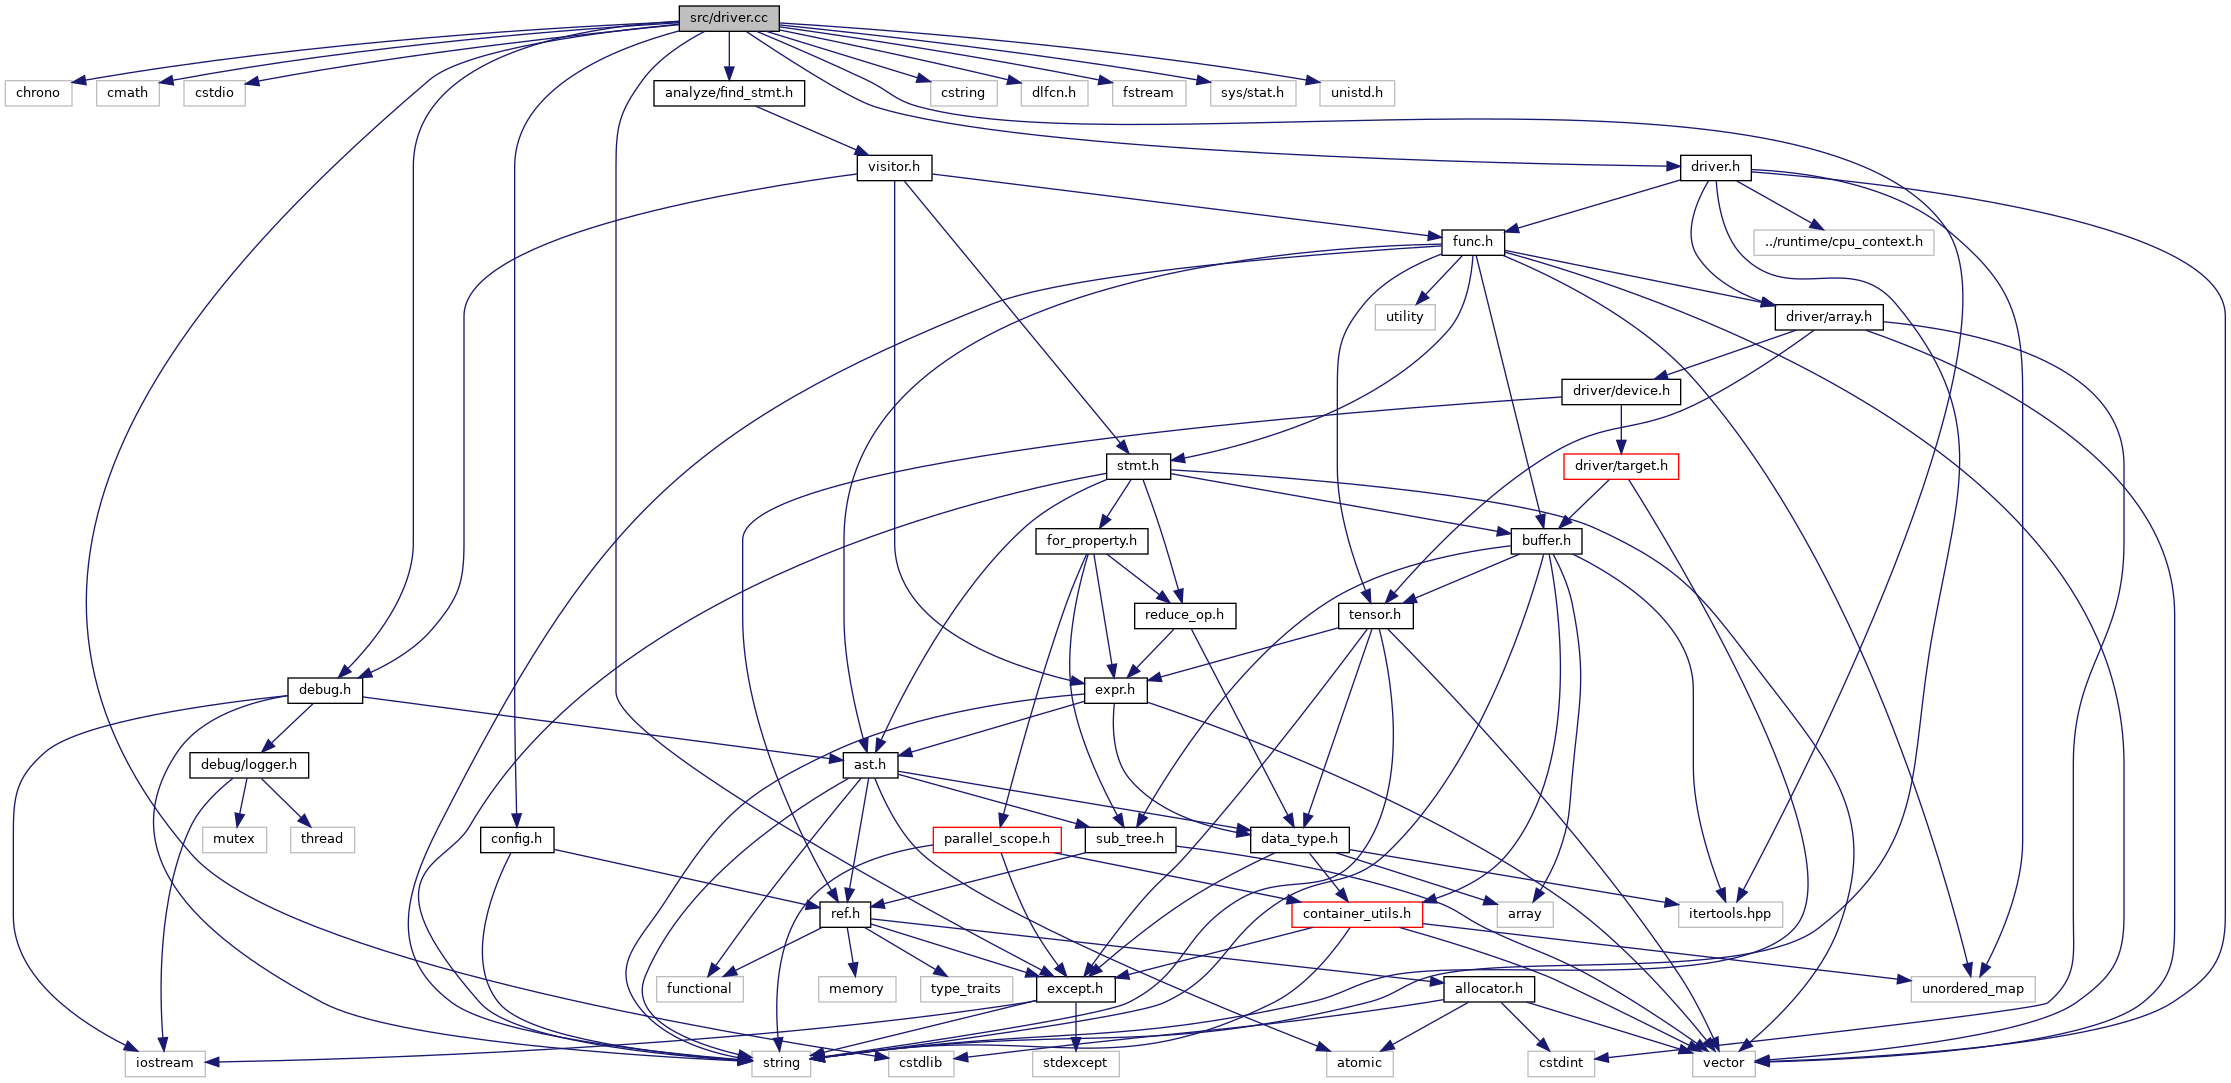 src/driver.cc
chrono
cmath
cstdio
analyze/find_stmt.h
cstring
dlfcn.h
fstream
sys/stat.h
unistd.h
visitor.h
driver.h
func.h
../runtime/cpu_context.h
utility
driver/array.h
driver/device.h
stmt.h
driver/target.h
for_property.h
buffer.h
reduce_op.h
tensor.h
debug.h
expr.h
debug/logger.h
ast.h
mutex
thread
config.h
parallel_scope.h
sub_tree.h
data_type.h
ref.h
container_utils.h
array
itertools.hpp
functional
memory
type_traits
except.h
allocator.h
unordered_map
iostream
string
cstdlib
stdexcept
atomic
cstdint
vector